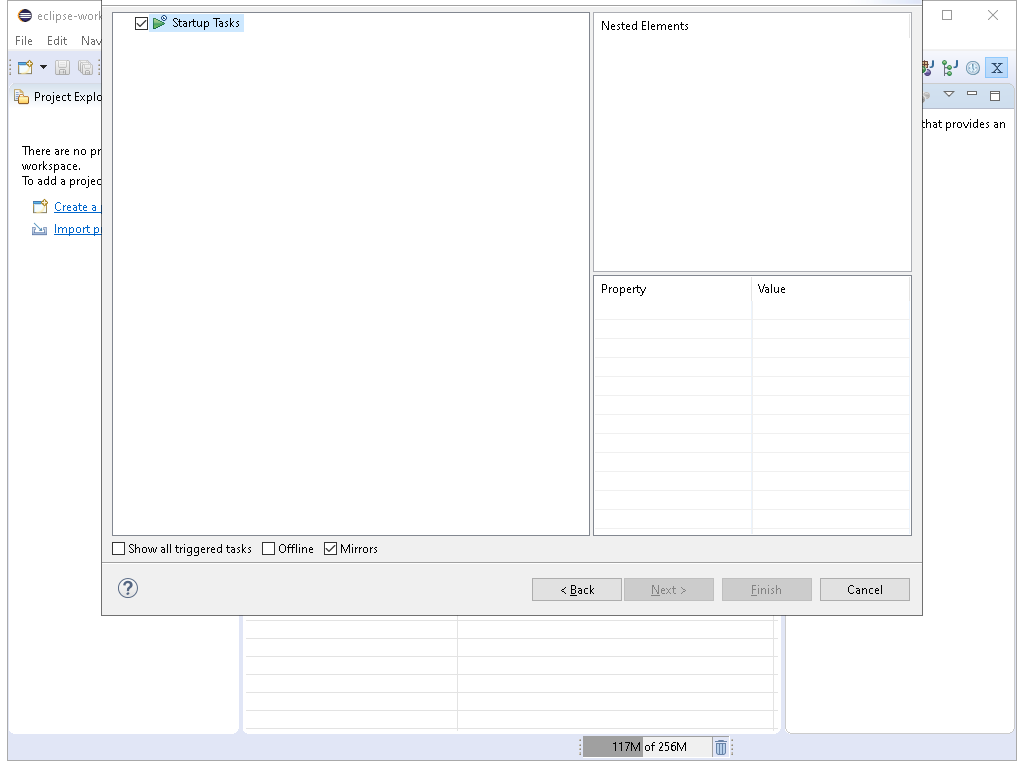 eclipse-work
File Edit Nav
Project Explo
There are no pr
workspace.
To add a projec
Create a
Import pr
Startup Tasks
Nested Elements
Property Value
Show all triggered tasks Offline Mirrors
? < Back Next > Finish Cancel
X
that provides an
117M of 256M